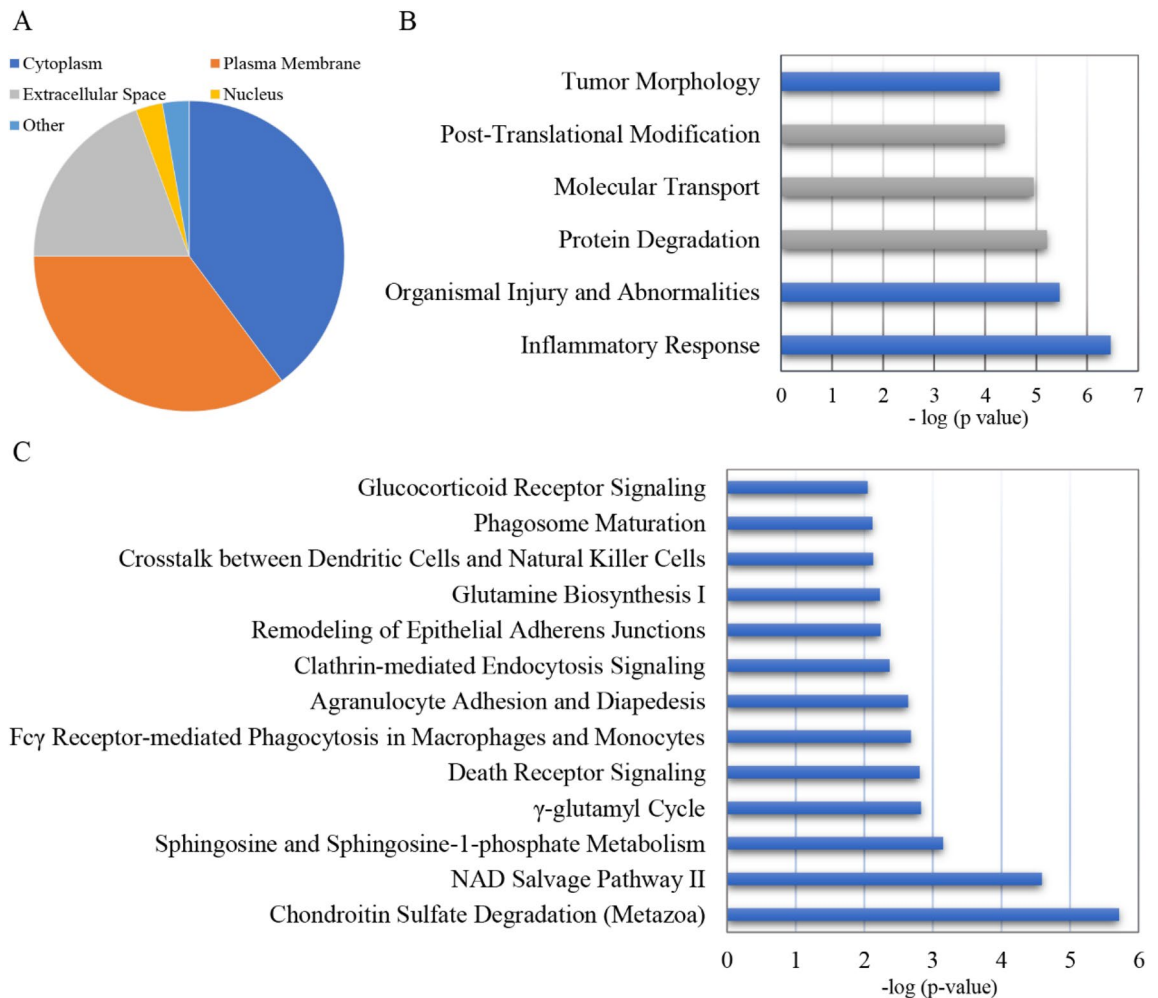 A
Cytoplasm
Plasma Membrane
Extracellular Space
Nucleus
Other
B
Tumor Morphology
Post-Translational Modification
Molecular Transport
Protein Degradation
Organismal Injury and Abnormalities
Inflammatory Response
0 1 2 3 4 5 6 7
- log (p value)
C
Glucocorticoid Receptor Signaling
Phagosome Maturation
Crosstalk between Dendritic Cells and Natural Killer Cells
Glutamine Biosynthesis I
Remodeling of Epithelial Adherens Junctions
Clathrin-mediated Endocytosis Signaling
Agranulocyte Adhesion and Diapedesis
Fcγ Receptor-mediated Phagocytosis in Macrophages and Monocytes
Death Receptor Signaling
γ-glutamyl Cycle
Sphingosine and Sphingosine-1-phosphate Metabolism
NAD Salvage Pathway II
Chondroitin Sulfate Degradation (Metazoa)
0 1 2 3 4 5 6
-log (p-value)